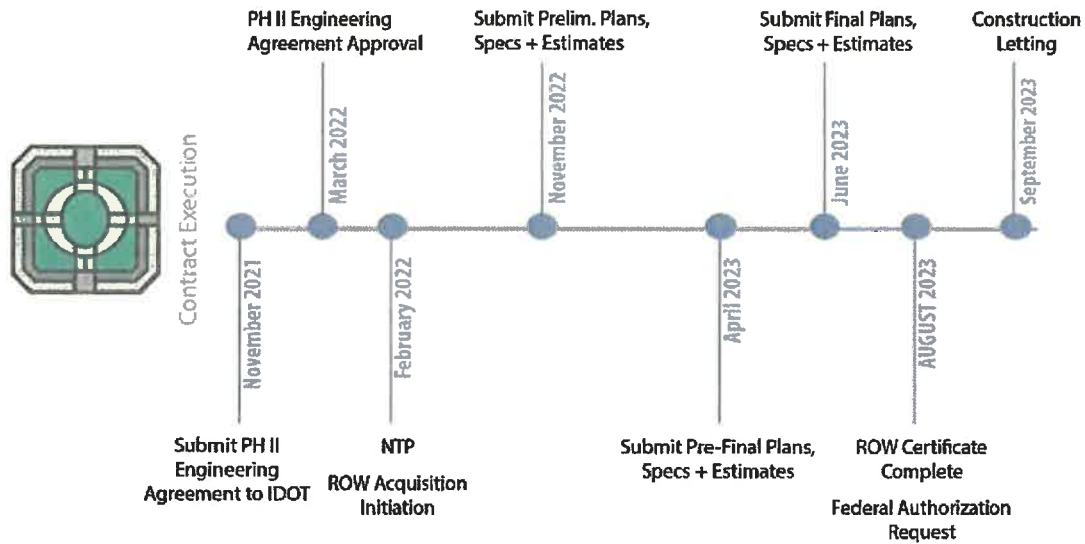 PH II Engineering
Agreement Approval
Submit Prelim. Plans,
Specs + Estimates
Submit Final Plans,
Specs + Estimates
Construction
Letting
Contract Execution
March 2022
November 2022
June 2023
September 2023
November 2021
February 2022
April 2023
AUGUST 2023
Submit PH II
Engineering
Agreement to IDOT
NTP
ROW Acquisition
Initiation
Submit Pre-Final Plans,
Specs + Estimates
ROW Certificate
Complete
Federal Authorization
Request